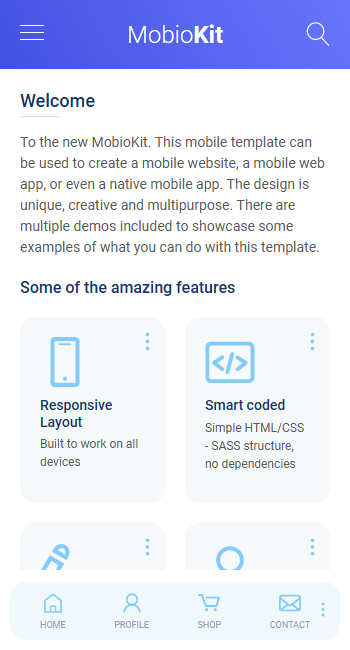 MobioKit
Welcome
To the new MobioKit. This mobile template can
be used to create a mobile website, a mobile web
app, or even a native mobile app. The design is
unique, creative and multipurpose. There are
multiple demos included to showcase some
examples of what you can do with this template.
Some of the amazing features
Responsive
Layout
Built to work on all
devices
Smart coded
Simple HTML/CSS
- SASS structure,
no dependencies
HOME
PROFILE
SHOP
CONTACT